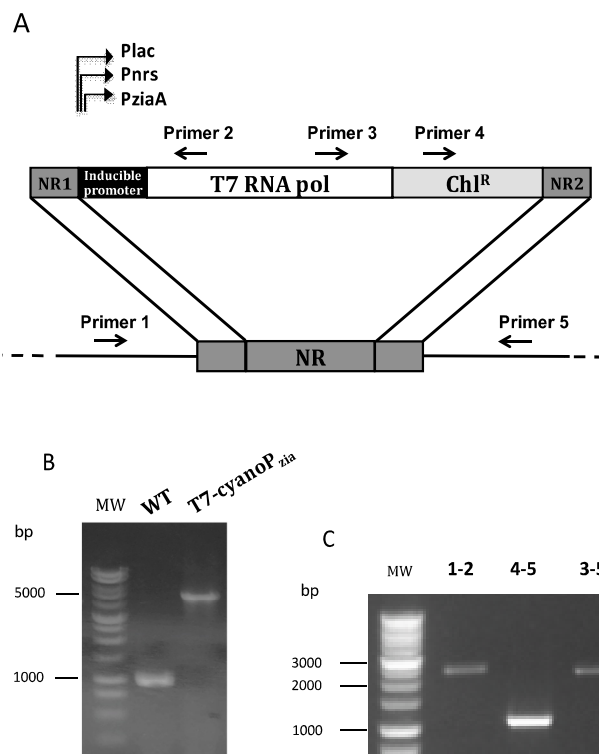 A
Plac
Pnrs
PziaA
Primer 2
Primer 3
Primer 4
NR1
Inducible
promoter
T7 RNA pol
Chlᴿ
NR2
Primer 1
Primer 5
NR
B
MW
WT
T7-cyanoPzia
bp
5000
1000
C
MW
1-2
4-5
3-5
bp
3000
2000
1000